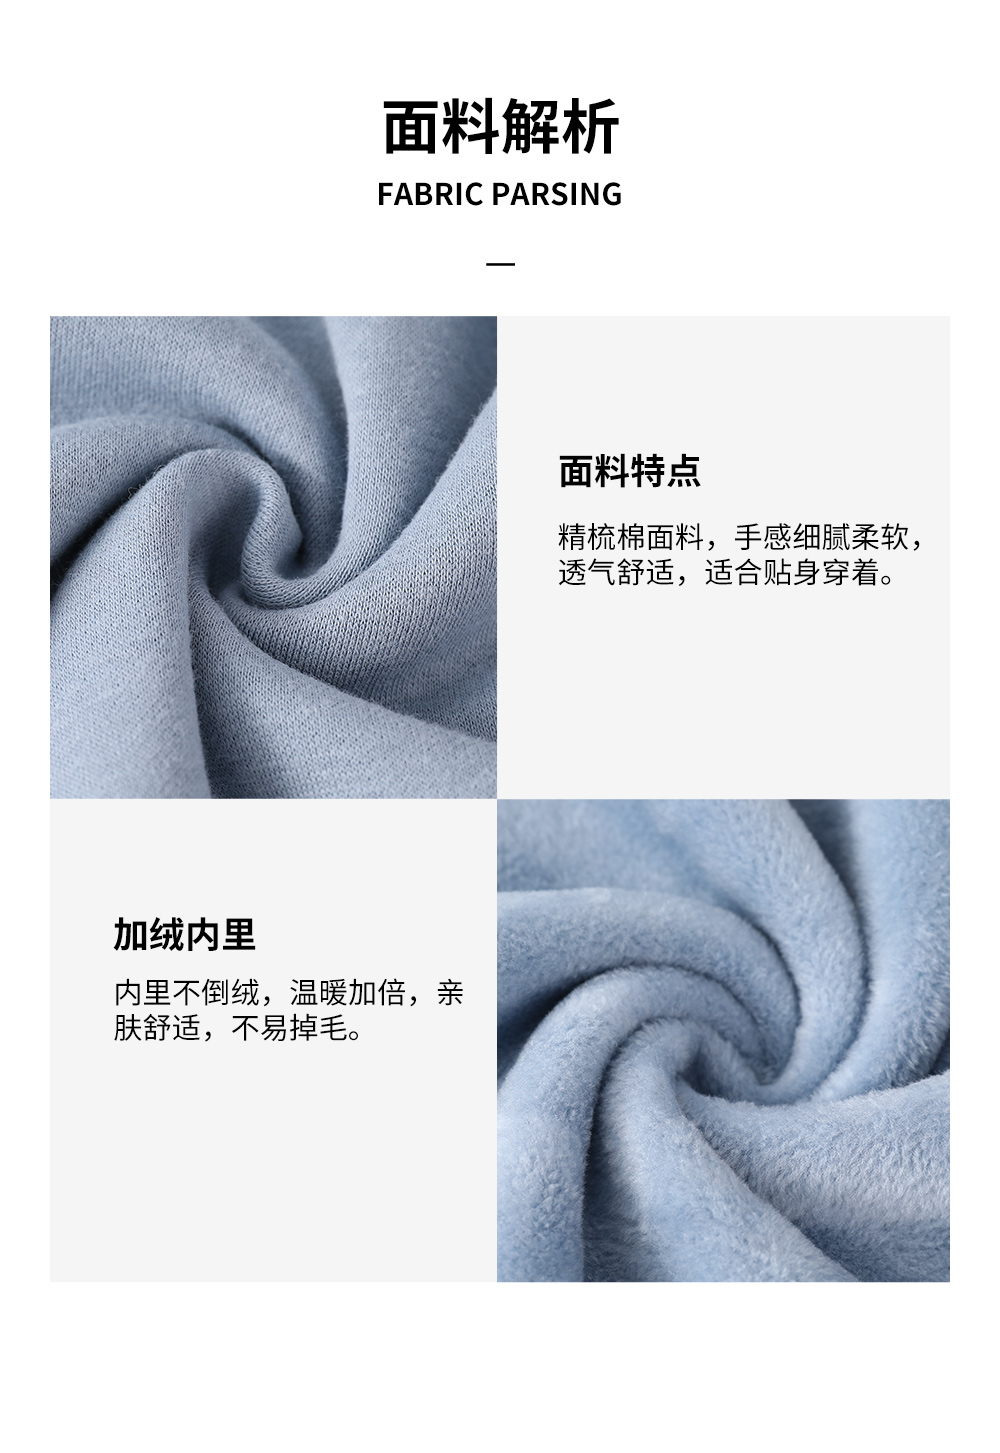 面料解析
FABRIC PARSING
面料特点
精梳棉面料，手感细腻柔软，
透气舒适，适合贴身穿着。
加绒内里
内里不倒绒，温暖加倍，亲
肤舒适，不易掉毛。